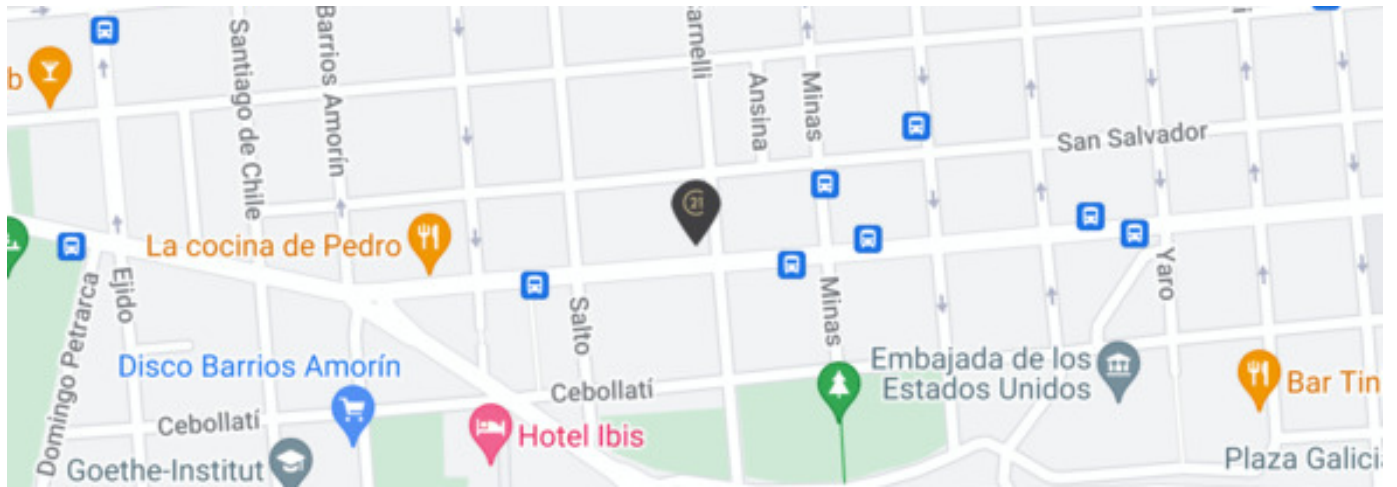 b
Santiago de Chile
Barrios Amorín
arnelli
Ansina
Minas
San Salvador
21
La cocina de Pedro
Domingo Petrarca
Ejido
Salto
Minas
Yaro
Disco Barrios Amorín
Cebollatí
Cebollatí
Embajada de los
Estados Unidos
Bar Tin
Hotel Ibis
Goethe-Institut
Plaza Galicia